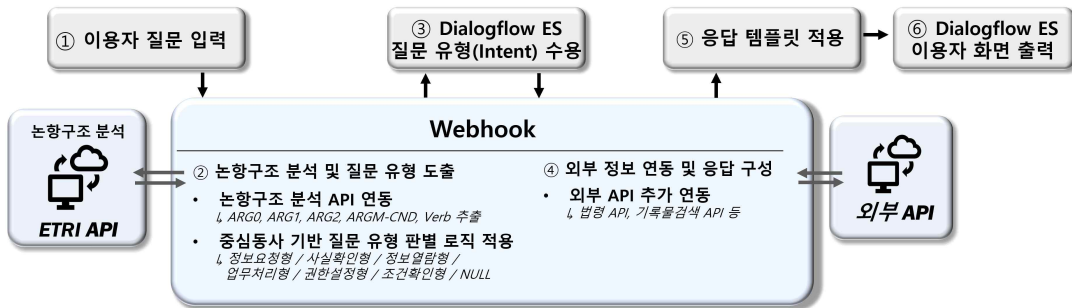 ① 이용자 질문 입력
③ Dialogflow ES
질문 유형(Intent) 수용
⑤ 응답 템플릿 적용
⑥ Dialogflow ES
이용자 화면 출력
논항구조 분석
ETRI API
Webhook
② 논항구조 분석 및 질문 유형 도출
• 논항구조 분석 API 연동
↳ ARG0, ARG1, ARG2, ARGM-CND, Verb 추출
• 중심동사 기반 질문 유형 판별 로직 적용
↳ 정보요청형 / 사실확인형 / 정보열람형 /
업무처리형 / 권한설정형 / 조건확인형 / NULL
④ 외부 정보 연동 및 응답 구성
• 외부 API 추가 연동
↳ 법령 API, 기록물검색 API 등
외부 API